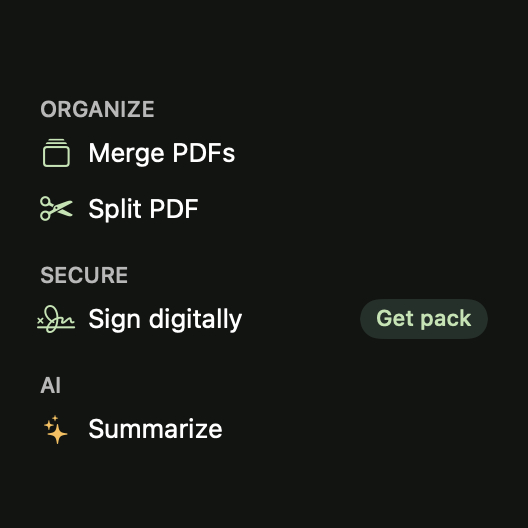 ORGANIZE
Merge PDFs
Split PDF
SECURE
Sign digitally Get pack
AI
Summarize